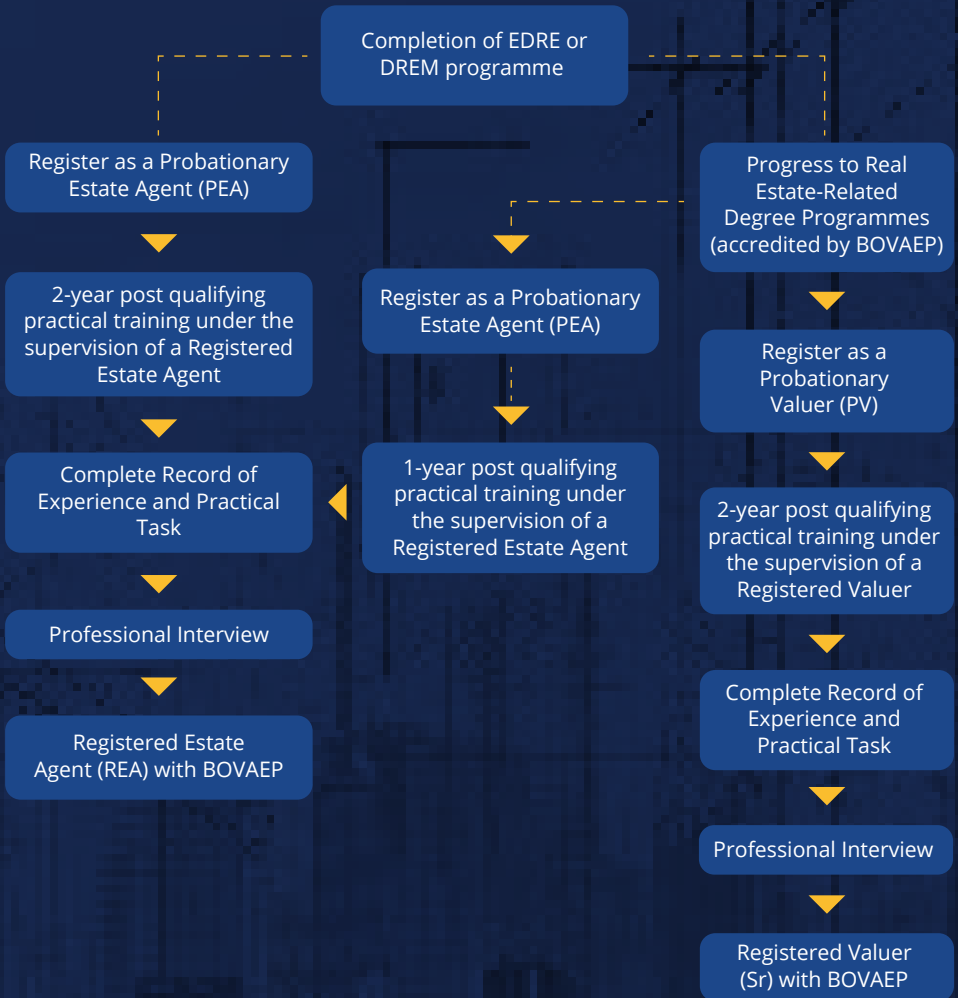 Completion of EDRE or
DREM programme
Register as a Probationary
Estate Agent (PEA)
2-year post qualifying
practical training under the
supervision of a Registered
Estate Agent
Complete Record of
Experience and Practical
Task
Professional Interview
Registered Estate
Agent (REA) with BOVAEP
Register as a Probationary
Estate Agent (PEA)
1-year post qualifying
practical training under
the supervision of a
Registered Estate Agent
Progress to Real
Estate-Related
Degree Programmes
(accredited by BOVAEP)
Register as a
Probationary
Valuer (PV)
2-year post qualifying
practical training under
the supervision of a
Registered Valuer
Complete Record of
Experience and
Practical Task
Professional Interview
Registered Valuer
(Sr) with BOVAEP